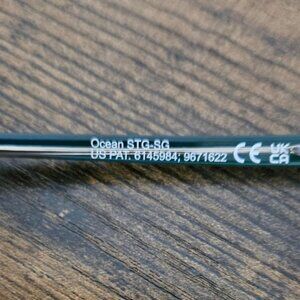 Ocean STG-SG
US PAT. 6145984; 9671622 CE UK CA